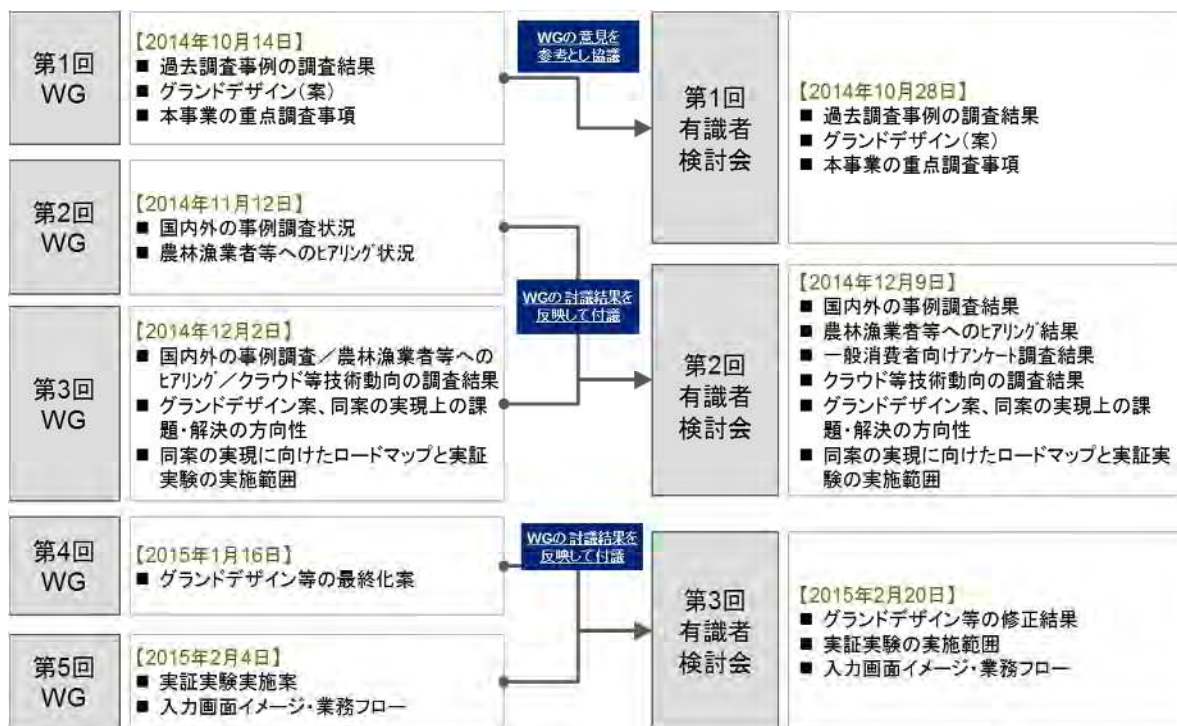 第1回
WG
【2014年10月14日】
■ 過去調査事例の調査結果
■ グランドデザイン(案)
■ 本事業の重点調査事項
WGの意見を
参考とし協議
第1回
有識者
検討会
【2014年10月28日】
■ 過去調査事例の調査結果
■ グランドデザイン(案)
■ 本事業の重点調査事項
第2回
WG
【2014年11月12日】
■ 国内外の事例調査状況
■ 農林漁業者等へのヒアリング状況
第3回
WG
【2014年12月2日】
■ 国内外の事例調査/農林漁業者等への
ヒアリング/クラウド等技術動向の調査結果
■ グランドデザイン案、同案の実現上の課
題・解決の方向性
■ 同案の実現に向けたロードマップと実証
実験の実施範囲
WGの討議結果を
反映して付議
第2回
有識者
検討会
【2014年12月9日】
■ 国内外の事例調査結果
■ 農林漁業者等へのヒアリング結果
■ 一般消費者向けアンケート調査結果
■ クラウド等技術動向の調査結果
■ グランドデザイン案、同案の実現上の課
題・解決の方向性
■ 同案の実現に向けたロードマップと実証実
験の実施範囲
第4回
WG
【2015年1月16日】
■ グランドデザイン等の最終化案
第5回
WG
【2015年2月4日】
■ 実証実験実施案
■ 入力画面イメージ・業務フロー
WGの討議結果を
反映して付議
第3回
有識者
検討会
【2015年2月20日】
■ グランドデザイン等の修正結果
■ 実証実験の実施範囲
■ 入力画面イメージ・業務フロー